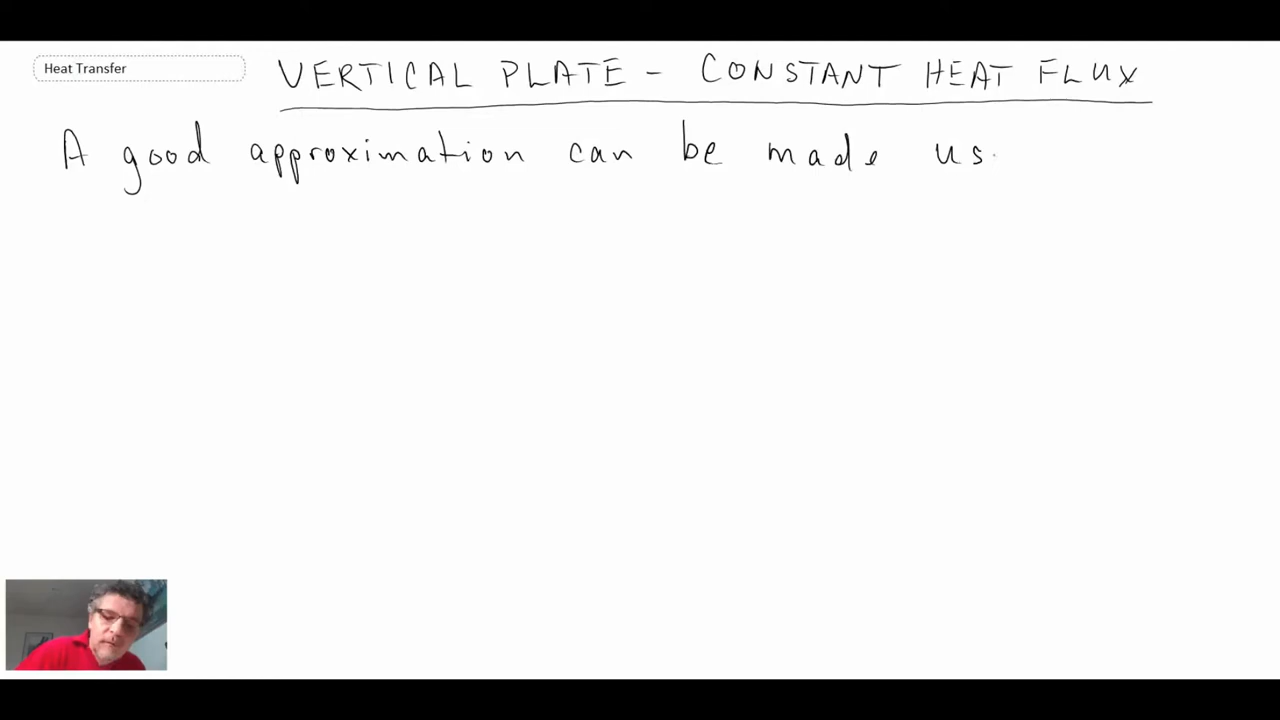 Heat Transfer
VERTICAL PLATE - CONSTANT HEAT FLUX
A good approximation can be made us